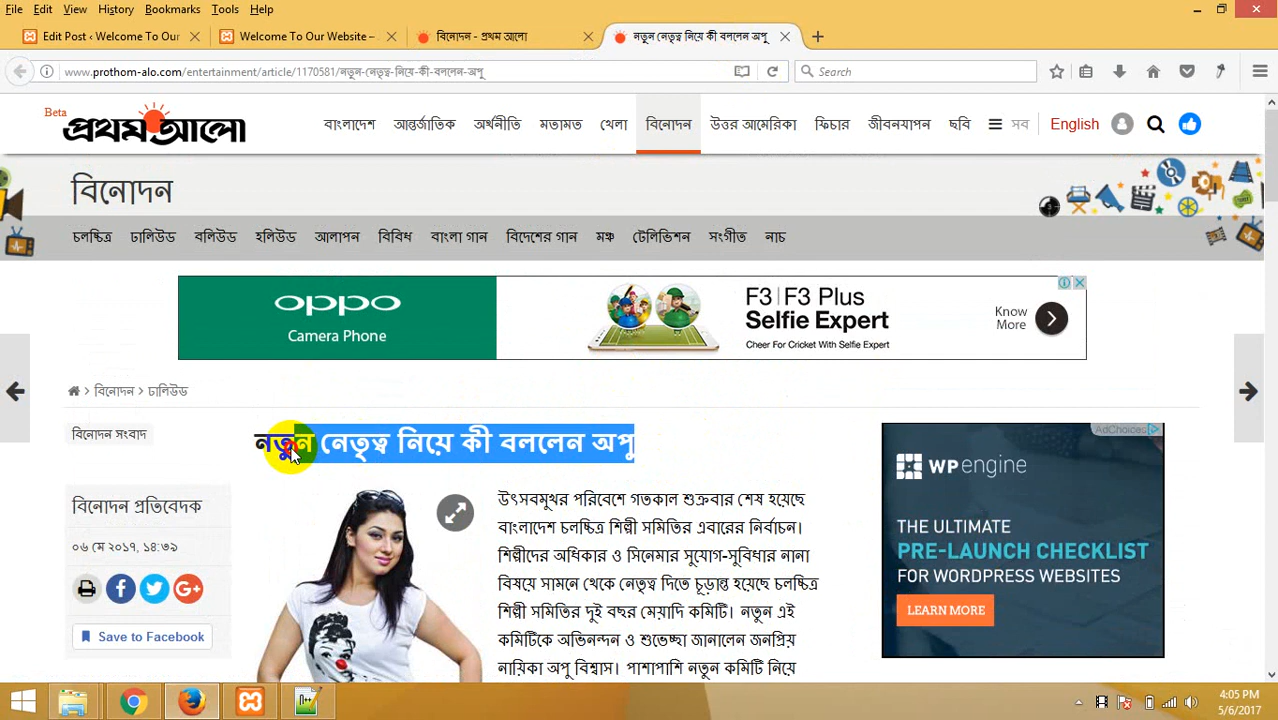 File Edit View History Bookmarks Tools Help
Edit Post ‹ Welcome To Our
Welcome To Our Website –
বিনোদন - প্রথম আলো
নতুন নেতৃত্ব নিয়ে কী বললেন অপু
www.prothom-alo.com/entertainment/article/1170581/নতুন-নেতৃত্ব-নিয়ে-কী-বললেন-অপু
Search
Beta
প্রথম আলো
বাংলাদেশ আন্তর্জাতিক অর্থনীতি মতামত খেলা বিনোদন উত্তর আমেরিকা ফিচার জীবনযাপন ছবি সব English
বিনোদন
চলচ্চিত্র ঢালিউড বলিউড হলিউড আলাপন বিবিধ বাংলা গান বিদেশের গান মঞ্চ টেলিভিশন সংগীত নাচ
oppo
Camera Phone
F3 | F3 Plus
Selfie Expert
Cheer For Cricket With Selfie Expert
Know
More
> বিনোদন > ঢালিউড
বিনোদন সংবাদ
নতুন নেতৃত্ব নিয়ে কী বললেন অপু
বিনোদন প্রতিবেদক
০৬ মে ২০১৭, ১৪:৩৯
Save to Facebook
উৎসবমুখর পরিবেশে গতকাল শুক্রবার শেষ হয়েছে
বাংলাদেশ চলচ্চিত্র শিল্পী সমিতির এবারের নির্বাচন।
শিল্পীদের অধিকার ও সিনেমার সুযোগ-সুবিধার নানা
বিষয়ে সামনে থেকে নেতৃত্ব দিতে চূড়ান্ত হয়েছে চলচ্চিত্র
শিল্পী সমিতির দুই বছর মেয়াদি কমিটি। নতুন এই
কমিটিকে অভিনন্দন ও শুভেচ্ছা জানালেন জনপ্রিয়
নায়িকা অপু বিশ্বাস। পাশাপাশি নতুন কমিটি নিয়ে
AdChoices
WP engine
THE ULTIMATE
PRE-LAUNCH CHECKLIST
FOR WORDPRESS WEBSITES
LEARN MORE
4:05 PM
5/6/2017